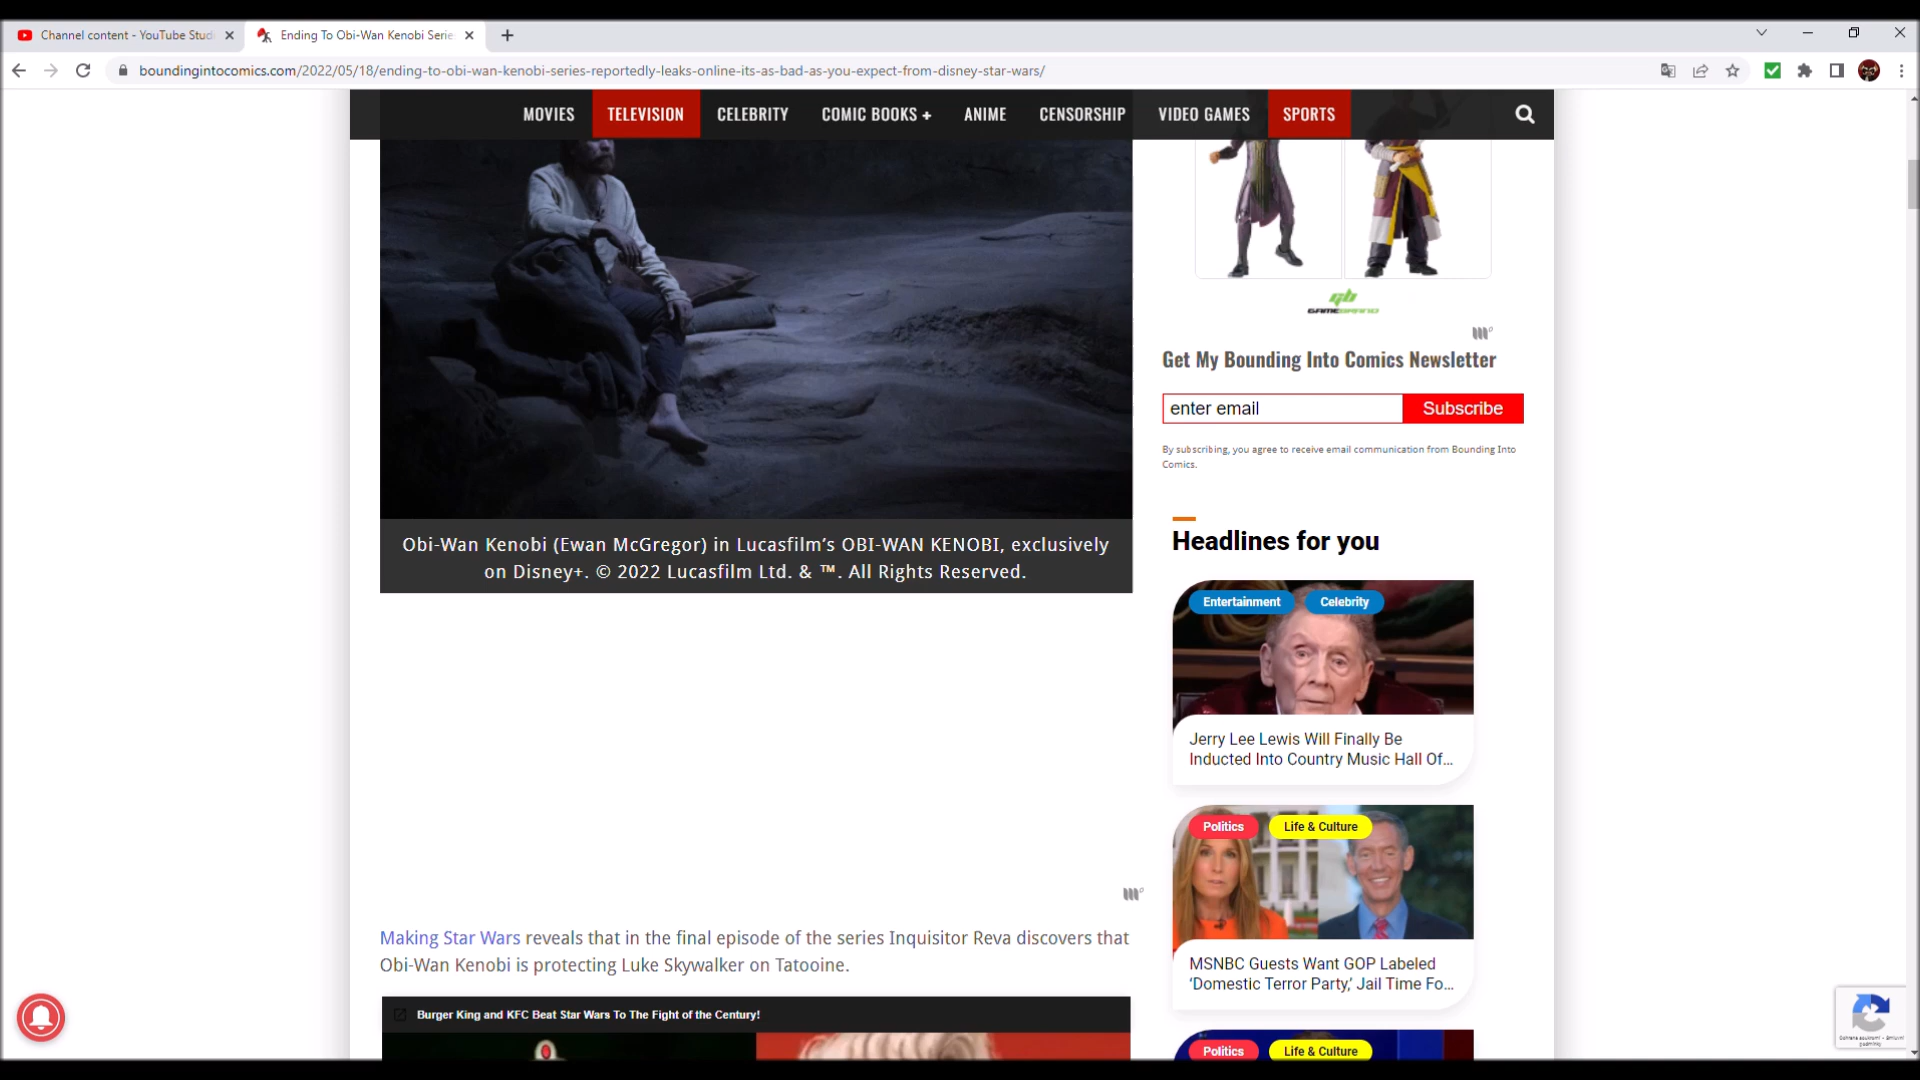 Channel content - YouTube Stud
Ending To Obi-Wan Kenobi Serie
boundingintocomics.com/2022/05/18/ending-to-obi-wan-kenobi-series-reportedly-leaks-online-its-as-bad-as-you-expect-from-disney-star-wars/
MOVIES TELEVISION CELEBRITY COMIC BOOKS + ANIME CENSORSHIP VIDEO GAMES SPORTS
gb
GAMEBRAND
Get My Bounding Into Comics Newsletter
enter email Subscribe
By subscribing, you agree to receive email communication from Bounding Into
Comics.
Obi-Wan Kenobi (Ewan McGregor) in Lucasfilm's OBI-WAN KENOBI, exclusively
on Disney+. © 2022 Lucasfilm Ltd. & ™. All Rights Reserved.
Headlines for you
Entertainment Celebrity
Jerry Lee Lewis Will Finally Be
Inducted Into Country Music Hall Of...
Politics Life & Culture
MSNBC Guests Want GOP Labeled
'Domestic Terror Party,' Jail Time Fo...
Politics Life & Culture
Making Star Wars reveals that in the final episode of the series Inquisitor Reva discovers that
Obi-Wan Kenobi is protecting Luke Skywalker on Tatooine.
Burger King and KFC Beat Star Wars To The Fight of the Century!